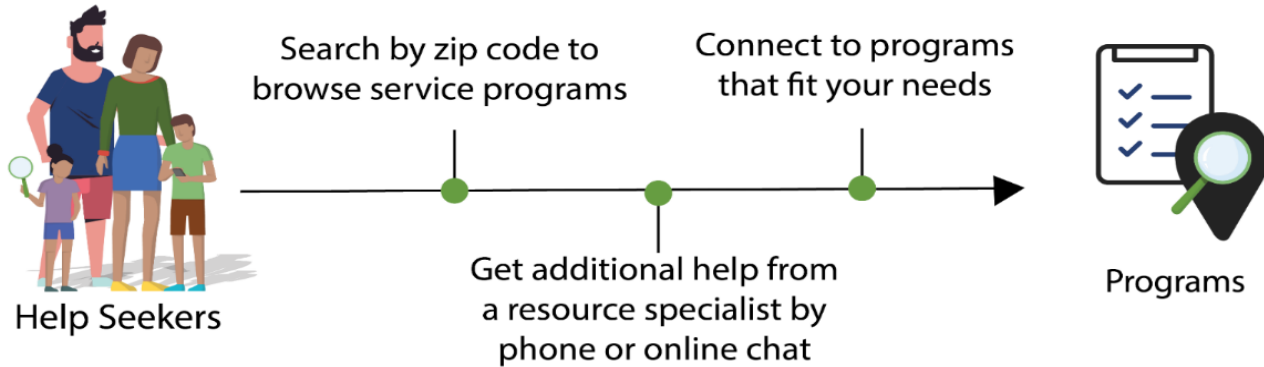 Search by zip code to
browse service programs
Connect to programs
that fit your needs
Get additional help from
a resource specialist by
phone or online chat
Help Seekers
Programs